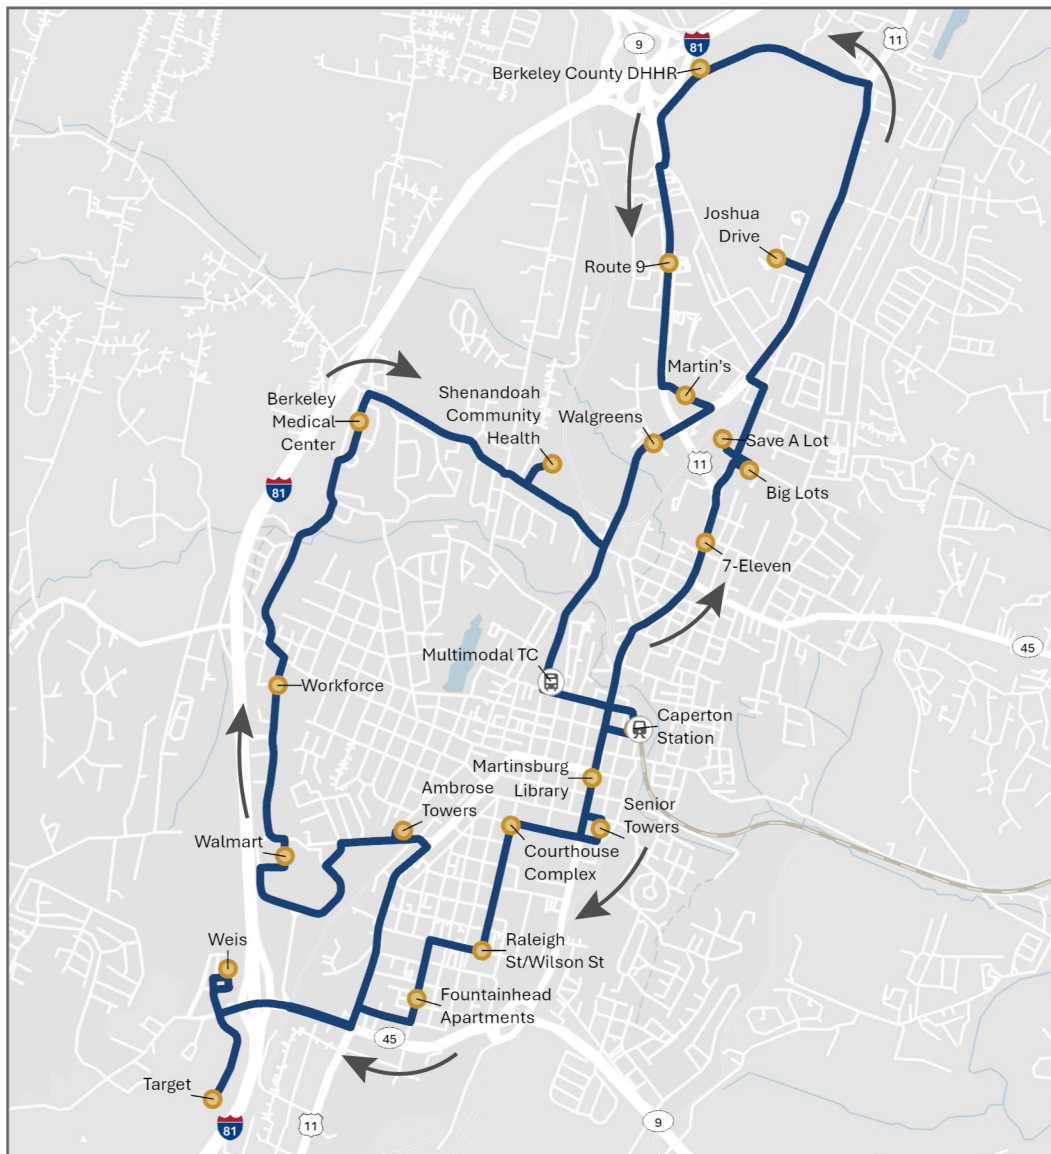 9
81
11
Berkeley County DHHR
Joshua
Drive
Route 9
Martin's
Shenandoah
Community
Health
Berkeley
Medical
Center
Walgreens
Save A Lot
11
Big Lots
81
7-Eleven
45
Multimodal TC
Workforce
Caperton
Station
Martinsburg
Library
Ambrose
Towers
Senior
Towers
Walmart
Courthouse
Complex
Weis
Raleigh
St/Wilson St
Fountainhead
Apartments
45
Target
81
11
9